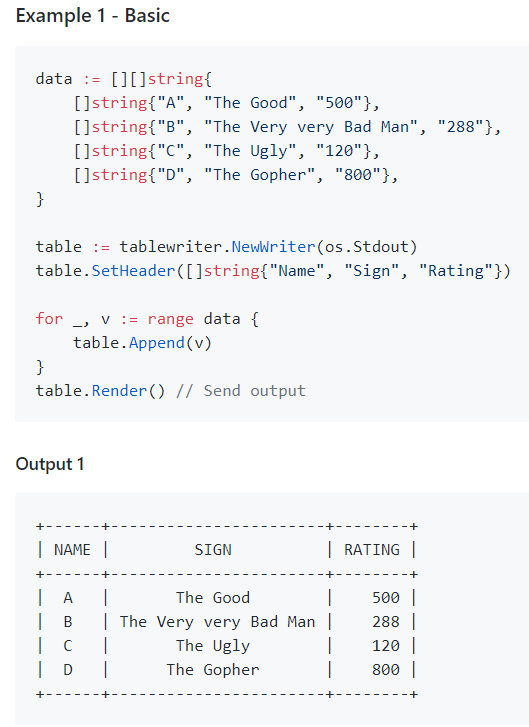 Example 1 - Basic
data := [][]string{
    []string{"A", "The Good", "500"},
    []string{"B", "The Very very Bad Man", "288"},
    []string{"C", "The Ugly", "120"},
    []string{"D", "The Gopher", "800"},
}

table := tablewriter.NewWriter(os.Stdout)
table.SetHeader([]string{"Name", "Sign", "Rating"})

for _, v := range data {
    table.Append(v)
}
table.Render() // Send output
Output 1
+------+-----------------------+--------+
| NAME |         SIGN          | RATING |
+------+-----------------------+--------+
|  A   |       The Good        |    500 |
|  B   | The Very very Bad Man |    288 |
|  C   |       The Ugly        |    120 |
|  D   |      The Gopher       |    800 |
+------+-----------------------+--------+